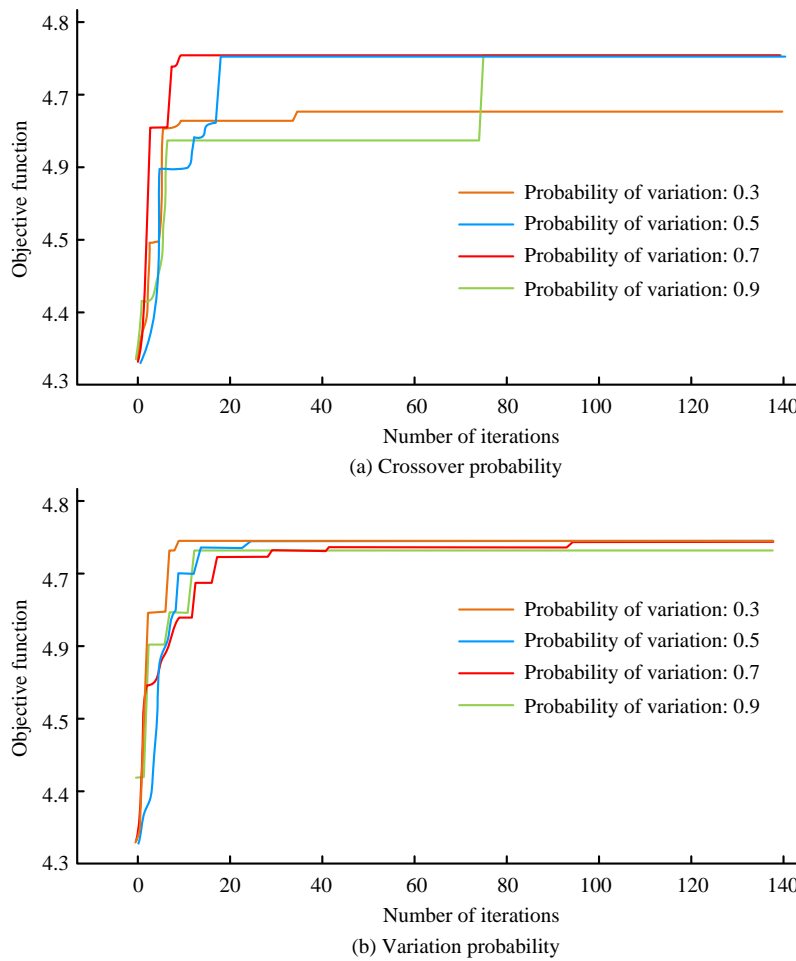 4.8
4.7
4.9
4.5
4.4
4.3
Objective function
Probability of variation: 0.3
Probability of variation: 0.5
Probability of variation: 0.7
Probability of variation: 0.9
0 20 40 60 80 100 120 140
Number of iterations
(a) Crossover probability
4.8
4.7
4.9
4.5
4.4
4.3
Objective function
Probability of variation: 0.3
Probability of variation: 0.5
Probability of variation: 0.7
Probability of variation: 0.9
0 20 40 60 80 100 120 140
Number of iterations
(b) Variation probability